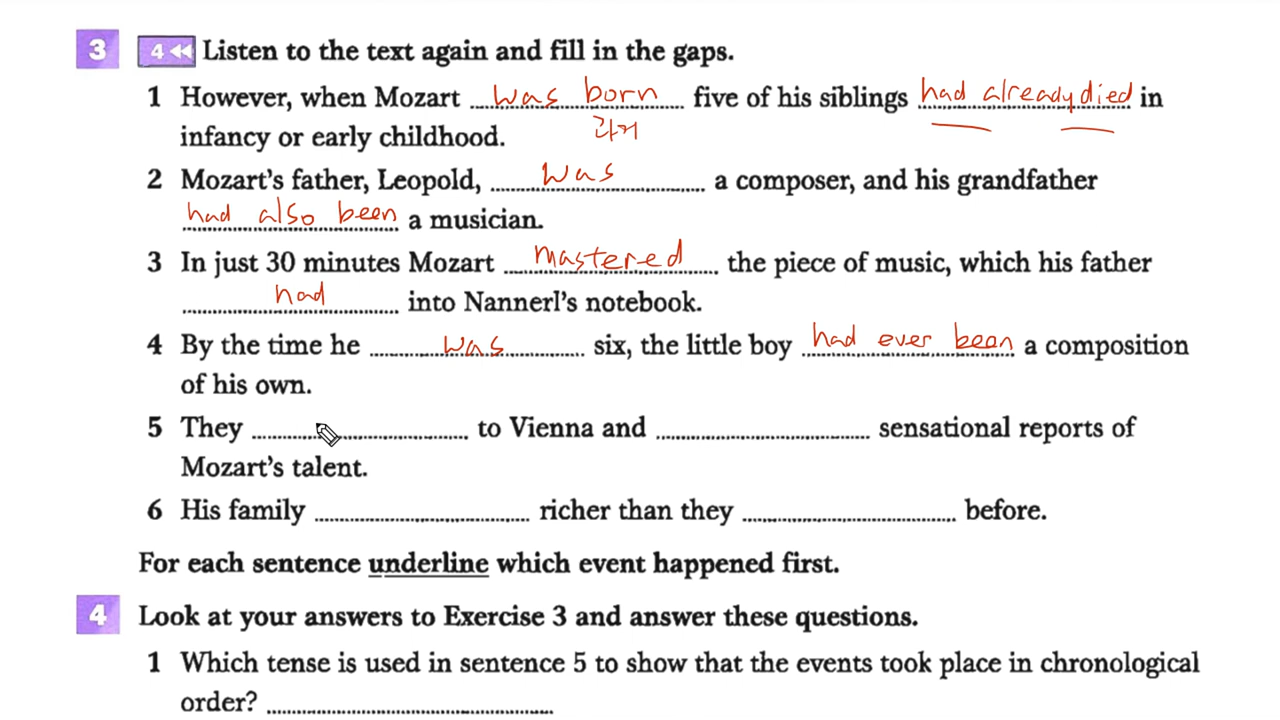 3 4 ◀◀ Listen to the text again and fill in the gaps.
1 However, when Mozart was born five of his siblings had already died in
과거
infancy or early childhood.
2 Mozart's father, Leopold, was a composer, and his grandfather
had also been a musician.
3 In just 30 minutes Mozart mastered the piece of music, which his father
had into Nannerl's notebook.
4 By the time he was six, the little boy had ever been a composition
of his own.
5 They .................... to Vienna and .................... sensational reports of
Mozart's talent.
6 His family .................... richer than they .................... before.
For each sentence underline which event happened first.
4 Look at your answers to Exercise 3 and answer these questions.
1 Which tense is used in sentence 5 to show that the events took place in chronological
order? ....................